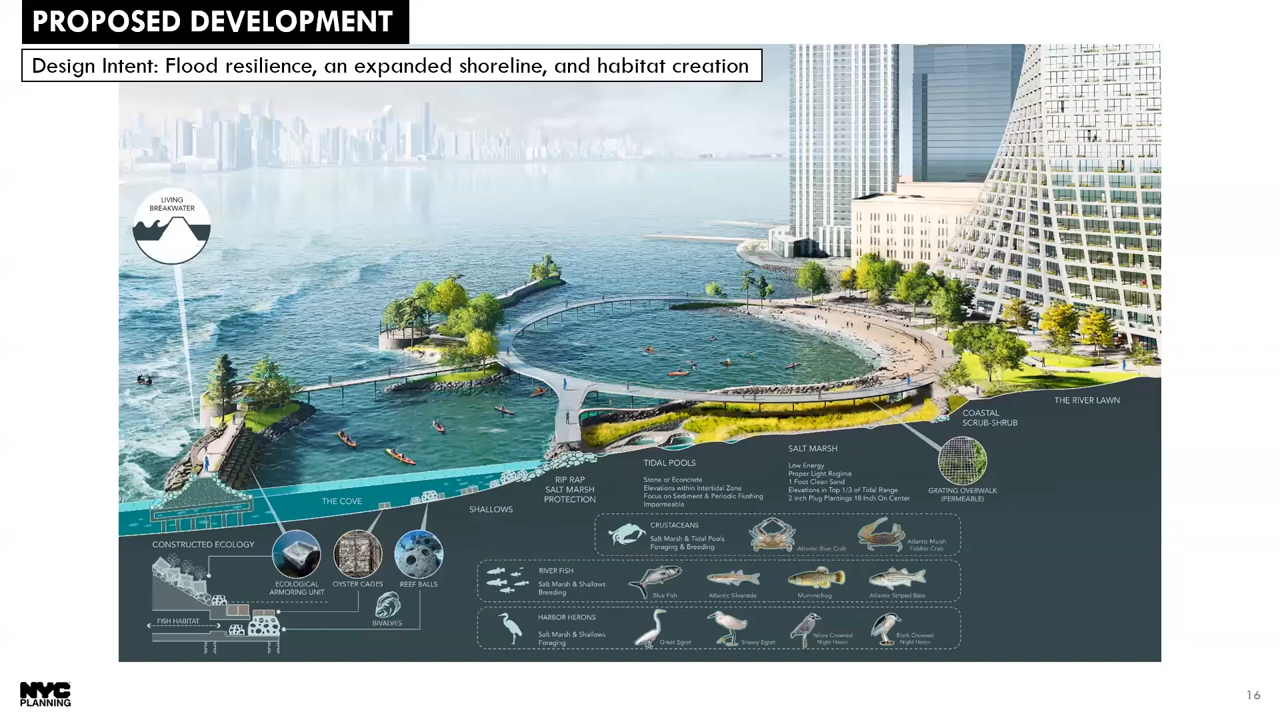 PROPOSED DEVELOPMENT
Design Intent: Flood resilience, an expanded shoreline, and habitat creation
LIVING
BREAKWATER
THE RIVER LAWN
COASTAL
SCRUB-SHRUB
SALT MARSH
Low Energy
Proper Light Regime
1 Foot Clean Sand
Elevations in Top 1/3 of Tidal Range
2 Inch Plug Plantings 18 Inch On Center
GRATING OVERWALK
(PERMEABLE)
TIDAL POOLS
Stone or Econcrete
Elevations within Intertidal Zone
Focus on Sediment & Periodic Flushing
Impermeable
RIP RAP
SALT MARSH
PROTECTION
THE COVE
SHALLOWS
CONSTRUCTED ECOLOGY
ECOLOGICAL
ARMORING UNIT
OYSTER CAGES
REEF BALLS
BIVALVES
FISH HABITAT
CRUSTACEANS
Salt Marsh & Tidal Pools
Foraging & Breeding
Atlantic Blue Crab
Atlantic Marsh
Fiddler Crab
RIVER FISH
Salt Marsh & Shallows
Breeding
Blue Fish
Atlantic Silverside
Mummichog
Atlantic Striped Bass
HARBOR HERONS
Salt Marsh & Shallows
Foraging
Great Egret
Snowy Egret
Yellow Crowned
Night Heron
Black Crowned
Night Heron
NYC
PLANNING
16